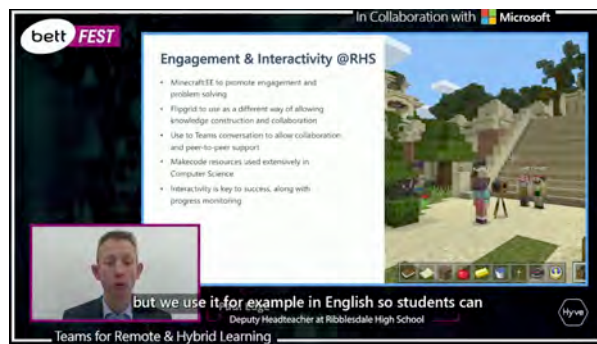 In Collaboration with Microsoft
bett FEST
Engagement & Interactivity @RHS
• Minecraft:EE to promote engagement and
problem solving
• Flipgrid to use as a different way of allowing
knowledge construction and collaboration
• Use to Teams conversation to allow collaboration
and peer-to-peer support
• Makecode resources used extensively in
Computer Science
• Interactivity is key to success, along with
progress monitoring
but we use it for example in English so students can
Deputy Headteacher at Ribblesdale High School
Hyve
Teams for Remote & Hybrid Learning